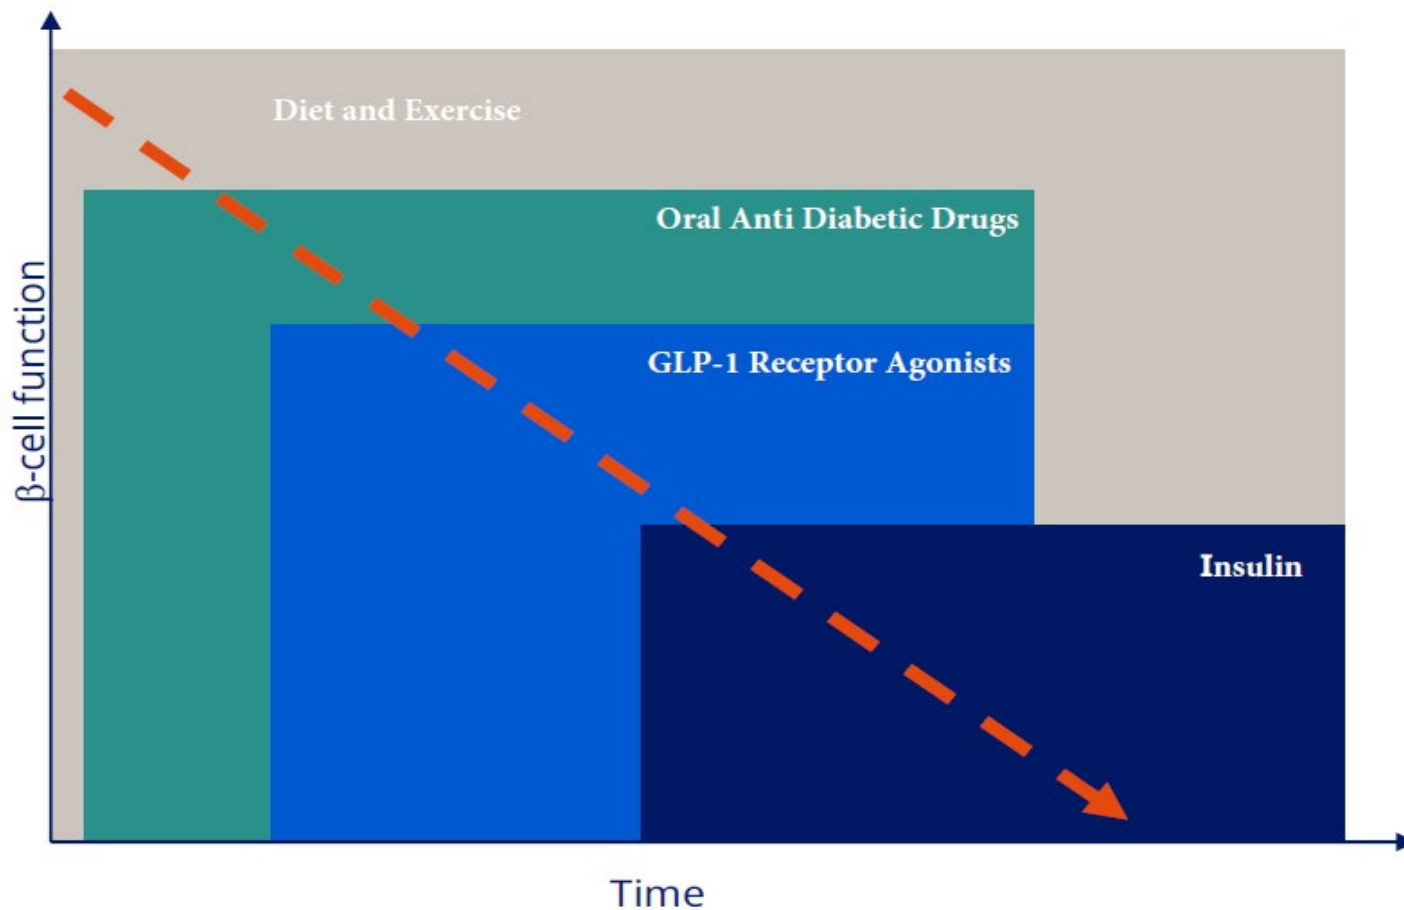 Diet and Exercise
Oral Anti Diabetic Drugs
GLP-1 Receptor Agonists
Insulin
β-cell function
Time